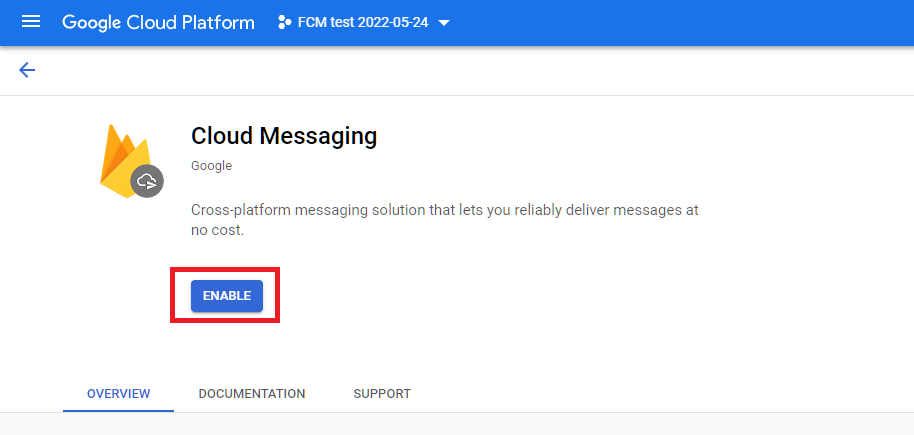 Google Cloud Platform FCM test 2022-05-24
Cloud Messaging
Google
Cross-platform messaging solution that lets you reliably deliver messages at
no cost.
ENABLE
OVERVIEW DOCUMENTATION SUPPORT